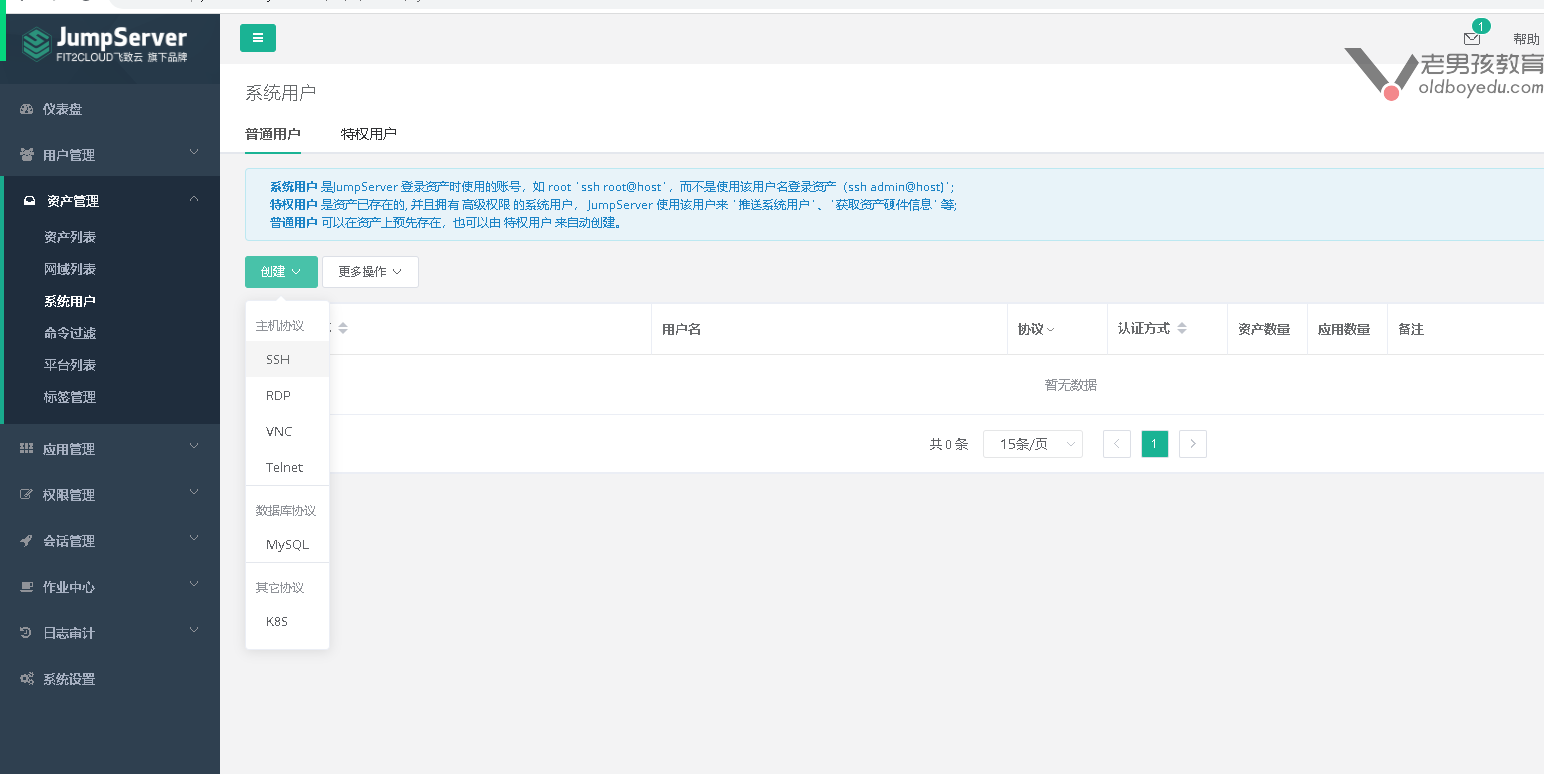 JumpServer
FIT2CLOUD飞致云 旗下品牌
1
帮助
老男孩教育
oldboyedu.com
仪表盘
用户管理
资产管理
资产列表
网域列表
系统用户
命令过滤
平台列表
标签管理
应用管理
权限管理
会话管理
作业中心
日志审计
系统设置
系统用户
普通用户 特权用户
系统用户 是JumpServer 登录资产时使用的账号，如 root `ssh root@host`，而不是使用该用户名登录资产（ssh admin@host)`;
特权用户 是资产已存在的, 并且拥有 高级权限 的系统用户， JumpServer 使用该用户来 `推送系统用户`、`获取资产硬件信息` 等;
普通用户 可以在资产上预先存在，也可以由 特权用户 来自动创建。
创建 更多操作
主机协议
SSH
RDP
VNC
Telnet
数据库协议
MySQL
其它协议
K8S
用户名 协议 认证方式 资产数量 应用数量 备注
暂无数据
共 0 条 15条/页 1